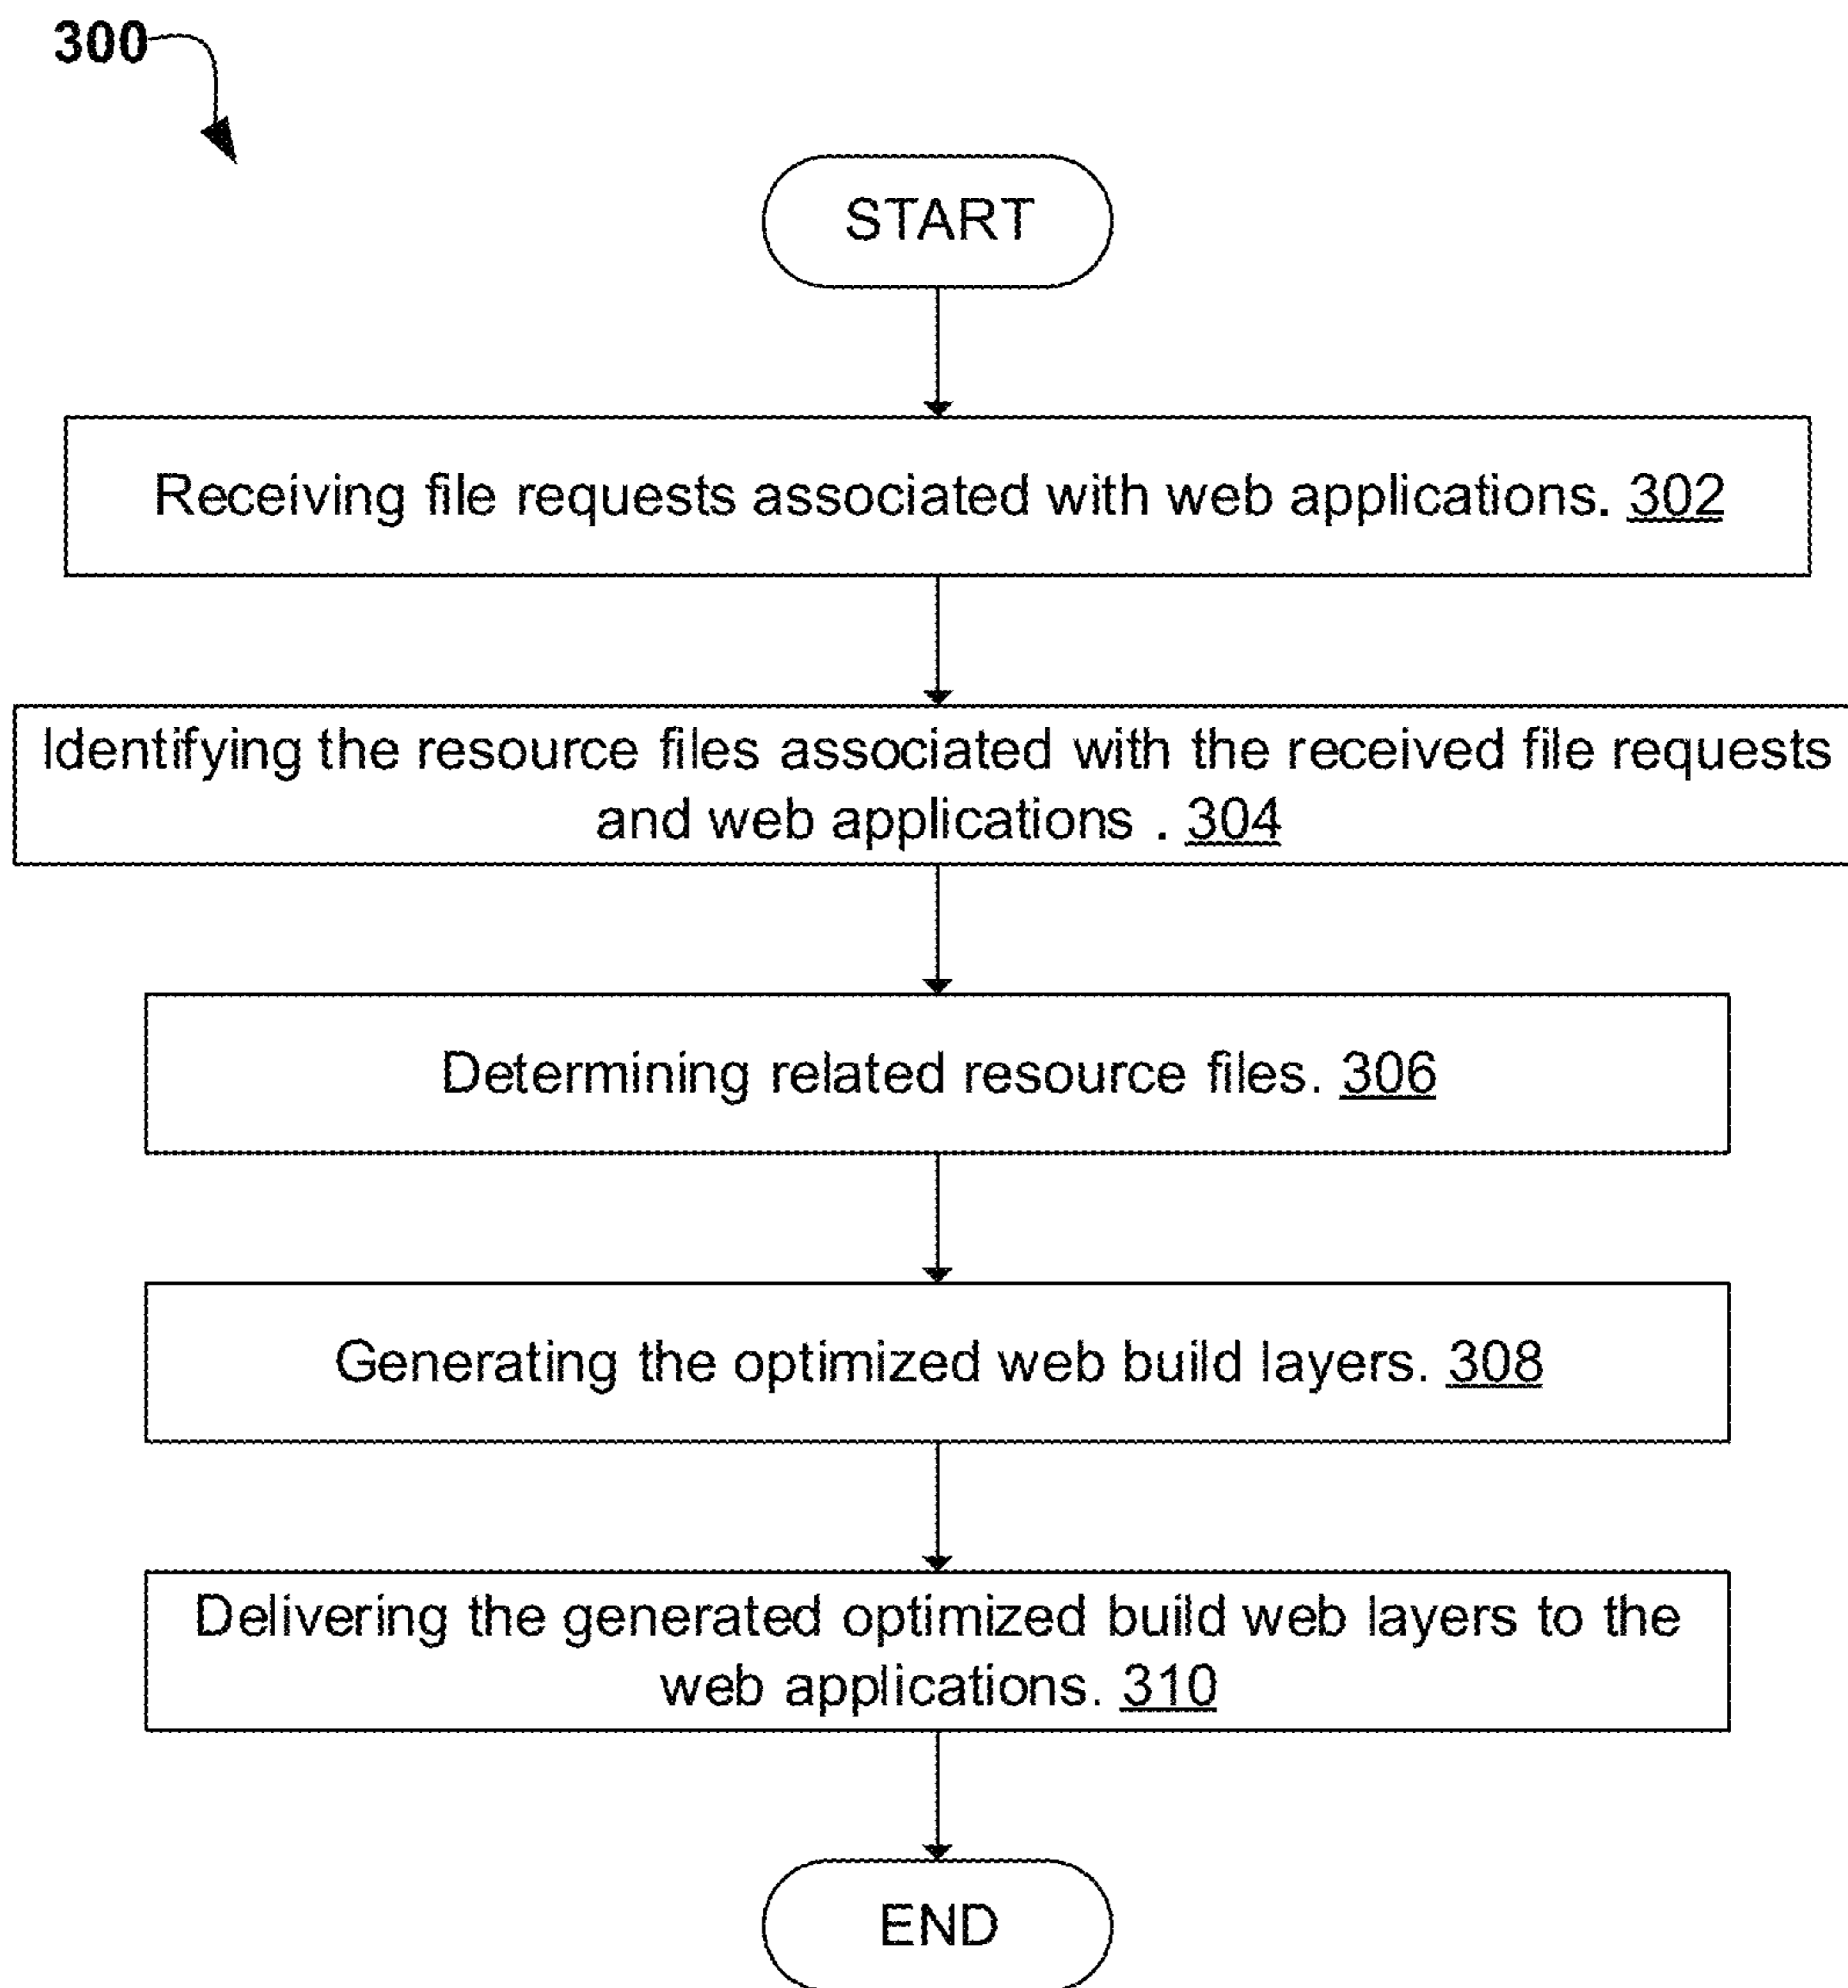 300
START
Receiving file requests associated with web applications. 302
Identifying the resource files associated with the received file requests
and web applications . 304
Determining related resource files. 306
Generating the optimized web build layers. 308
Delivering the generated optimized build web layers to the
web applications. 310
END